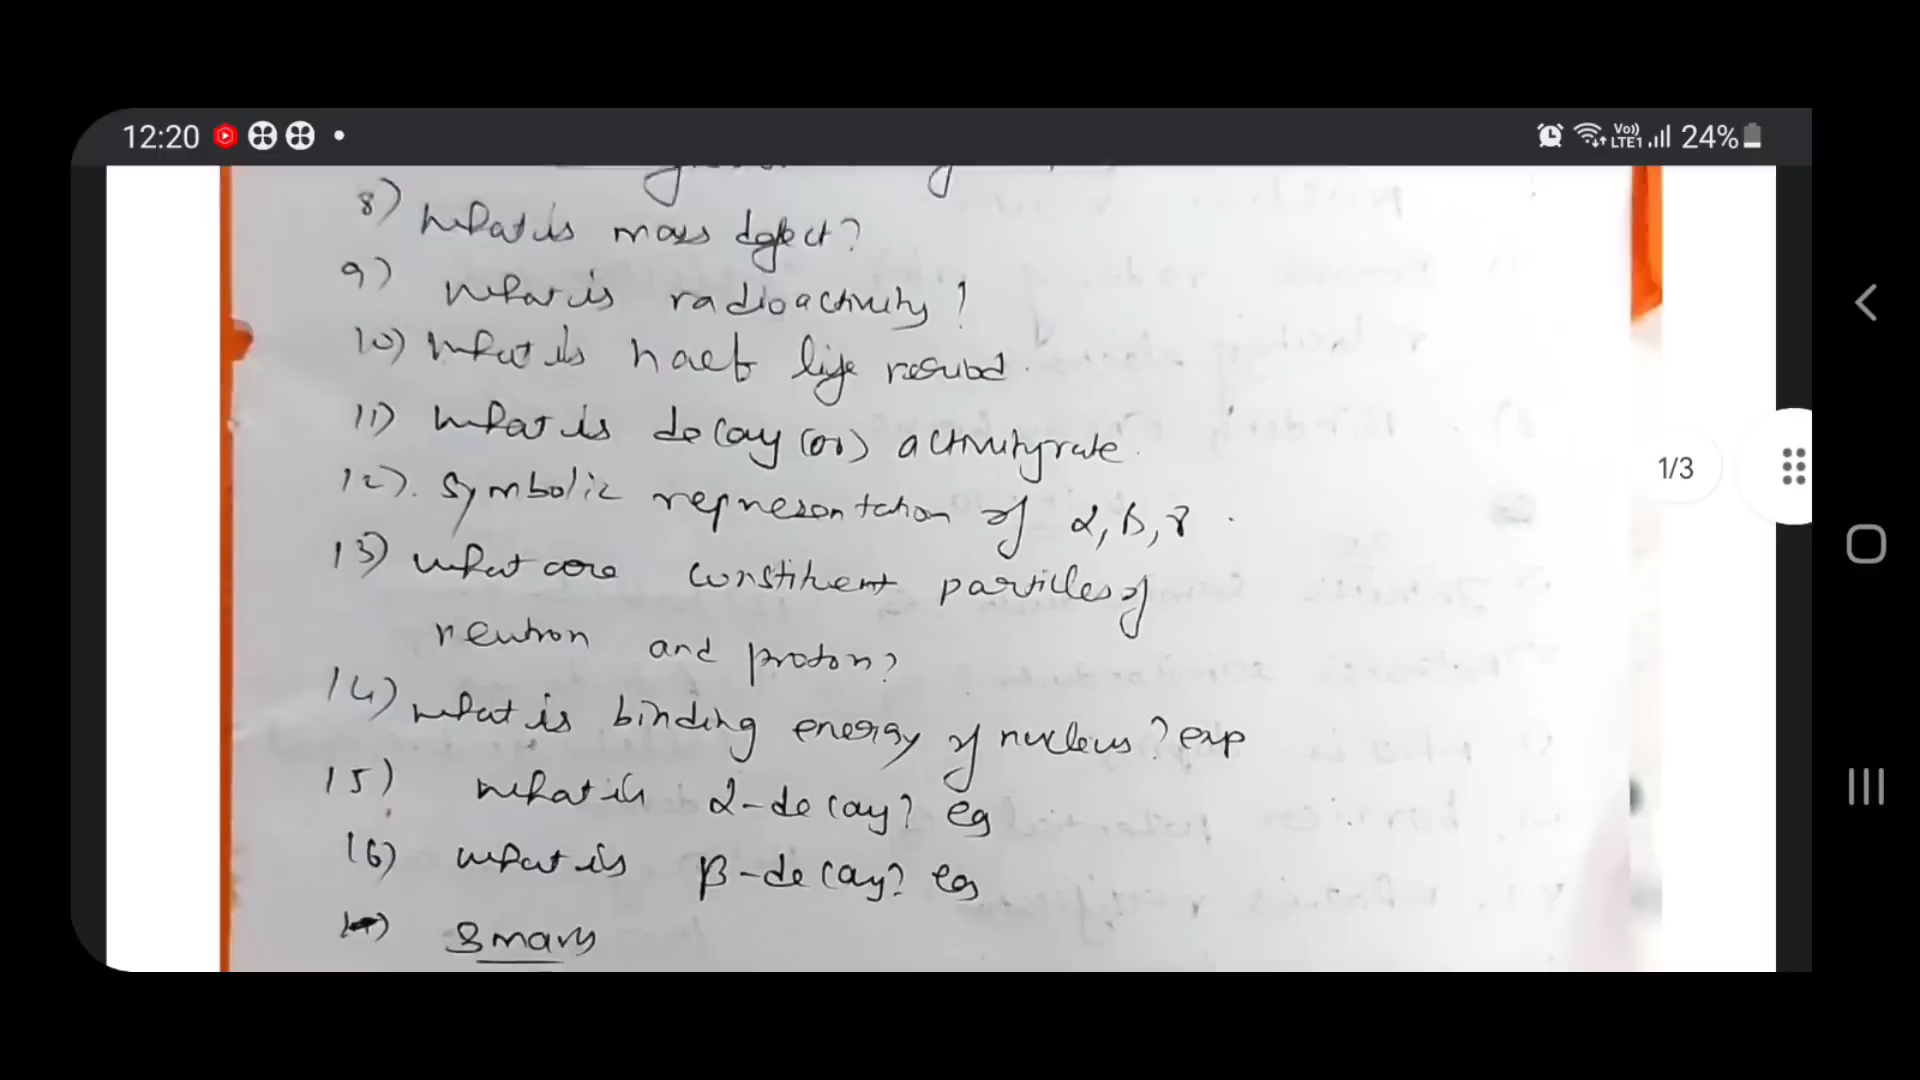 12:20
Vo)) LTE1 24%
8) What is mass defect?
9) What is radioactivity?
10) What is half life
11) What is decay (or) activity rate.
12). Symbolic representation of α, β, γ.
13) what are constituent particles of
neutron and proton?
14) what is binding energy of nucleus? exp
1/3
15) what is α-decay? eg
16) what is β-decay? eg